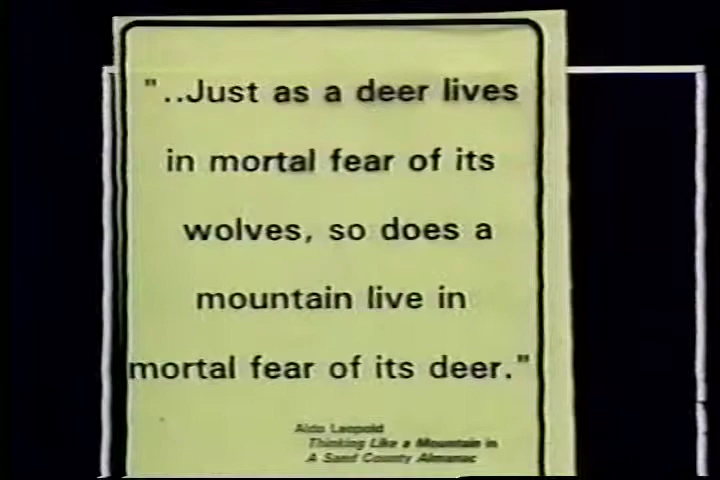 "..Just as a deer lives
in mortal fear of its
wolves, so does a
mountain live in
mortal fear of its deer."
Aldo Leopold
Thinking Like a Mountain in
A Sand County Almanac